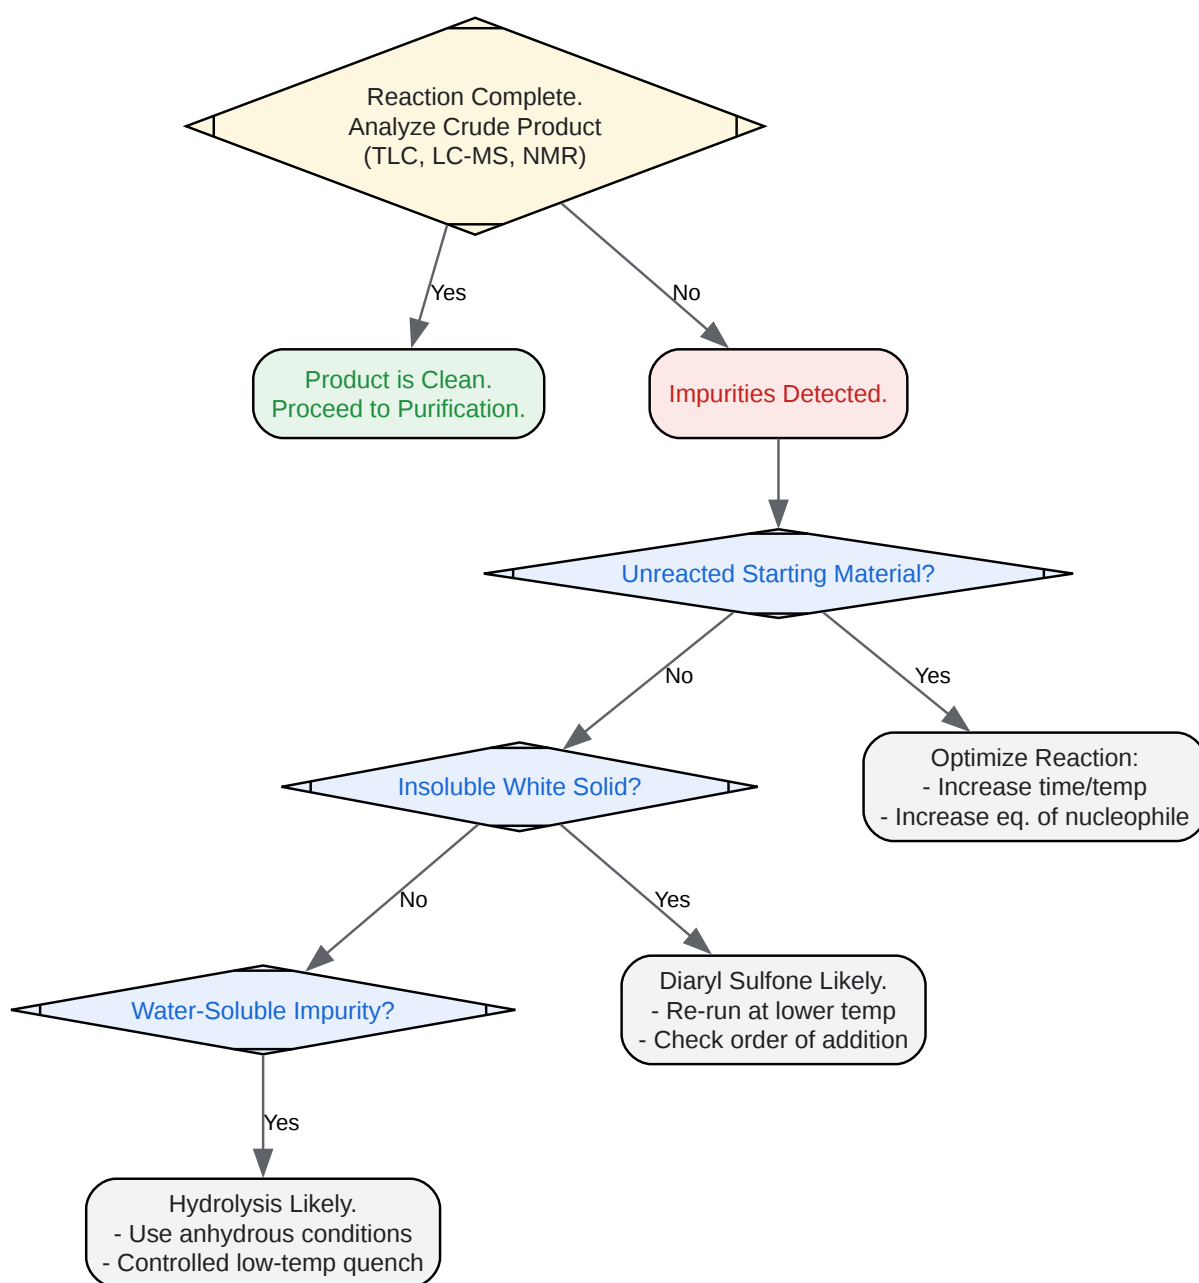 Reaction Complete.
Analyze Crude Product
(TLC, LC-MS, NMR)
Yes
No
Product is Clean.
Proceed to Purification.
Impurities Detected.
Unreacted Starting Material?
No
Yes
Insoluble White Solid?
Optimize Reaction:
- Increase time/temp
- Increase eq. of nucleophile
No
Yes
Water-Soluble Impurity?
Diaryl Sulfone Likely.
- Re-run at lower temp
- Check order of addition
Yes
Hydrolysis Likely.
- Use anhydrous conditions
- Controlled low-temp quench